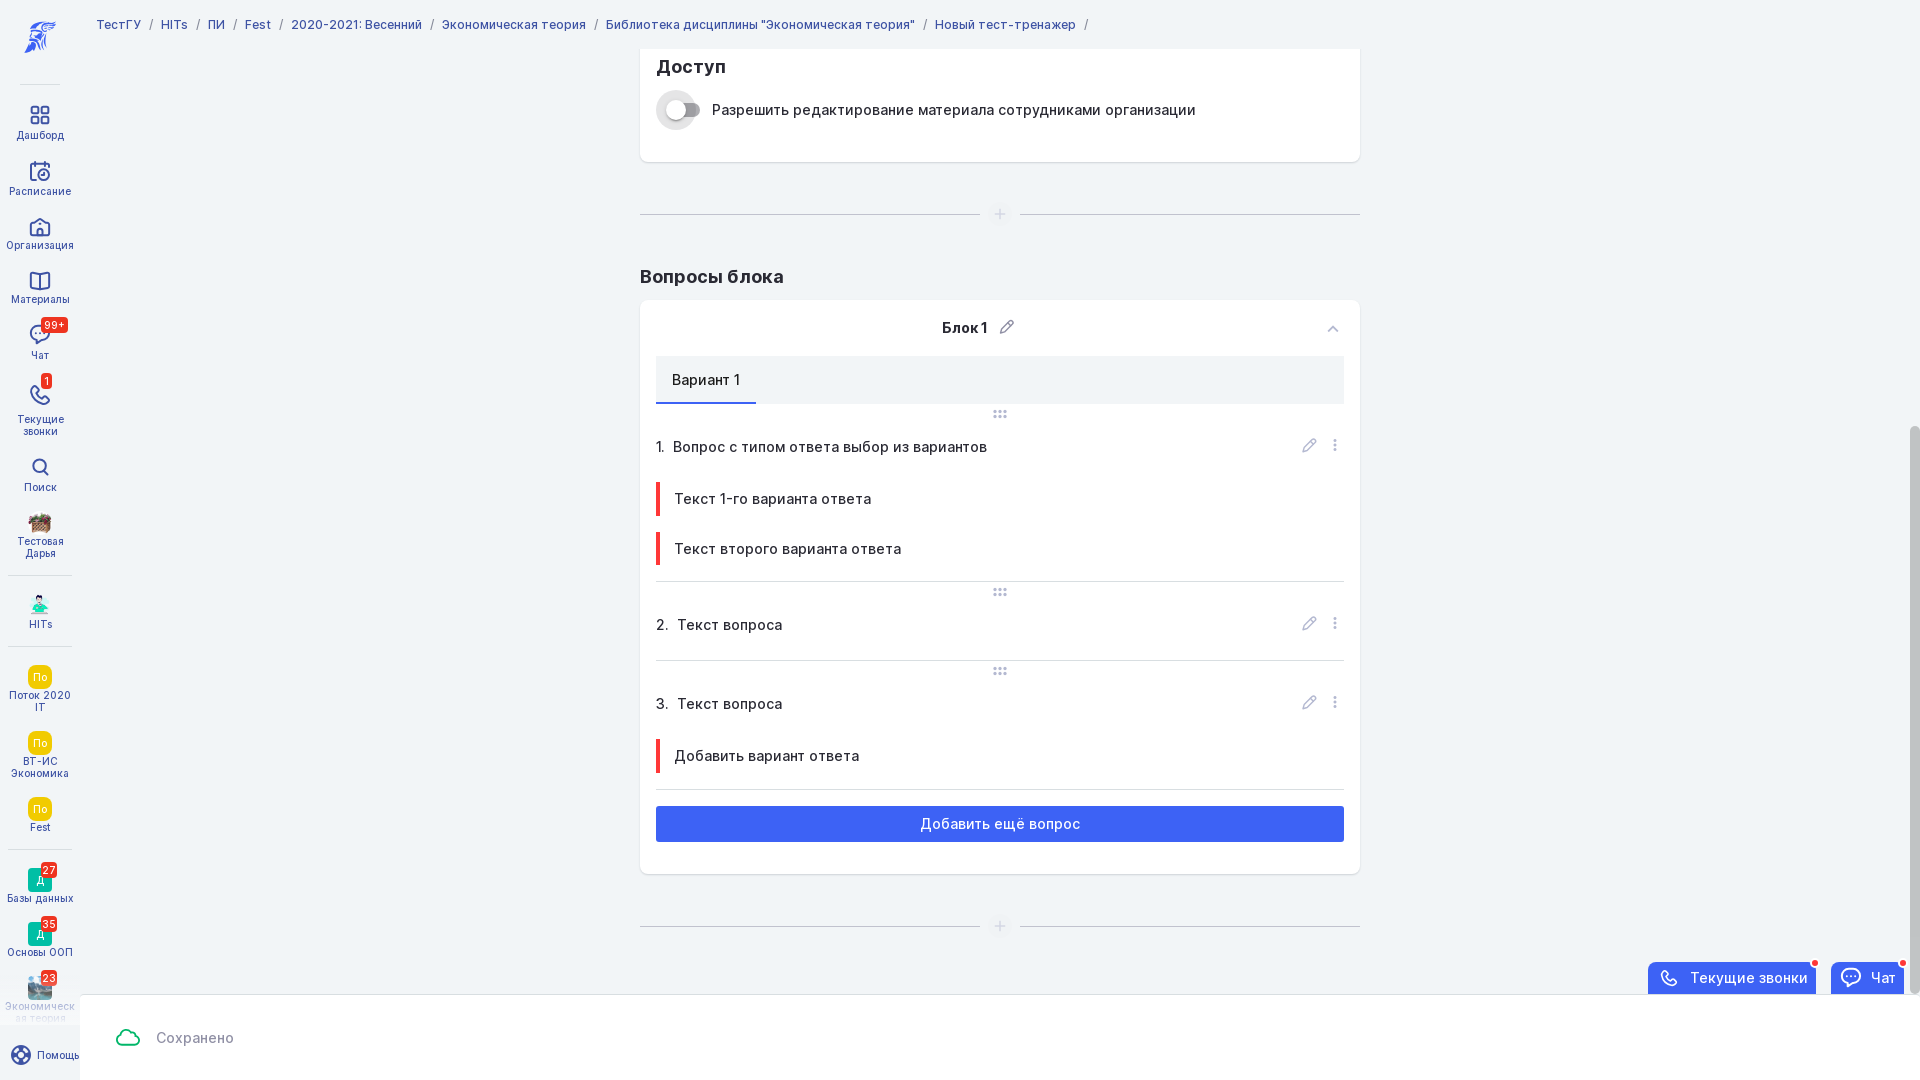 ТестГУ / HITs / ПИ / Fest / 2020-2021: Весенний / Экономическая теория / Библиотека дисциплины "Экономическая теория" / Новый тест-тренажер /
Дашборд
Расписание
Организация
Материалы
99+
Чат
1
Текущие
звонки
Поиск
Тестовая
Дарья
HITs
По
Поток 2020
IT
По
ВТ-ИС
Экономика
По
Fest
27
Д
Базы данных
35
Д
Основы ООП
23
Экономическ
ая теория
Помощь
Доступ
Разрешить редактирование материала сотрудниками организации
Вопросы блока
Блок 1
Вариант 1
1. Вопрос с типом ответа выбор из вариантов
Текст 1-го варианта ответа
Текст второго варианта ответа
2. Текст вопроса
3. Текст вопроса
Добавить вариант ответа
Добавить ещё вопрос
Текущие звонки
Чат
Сохранено